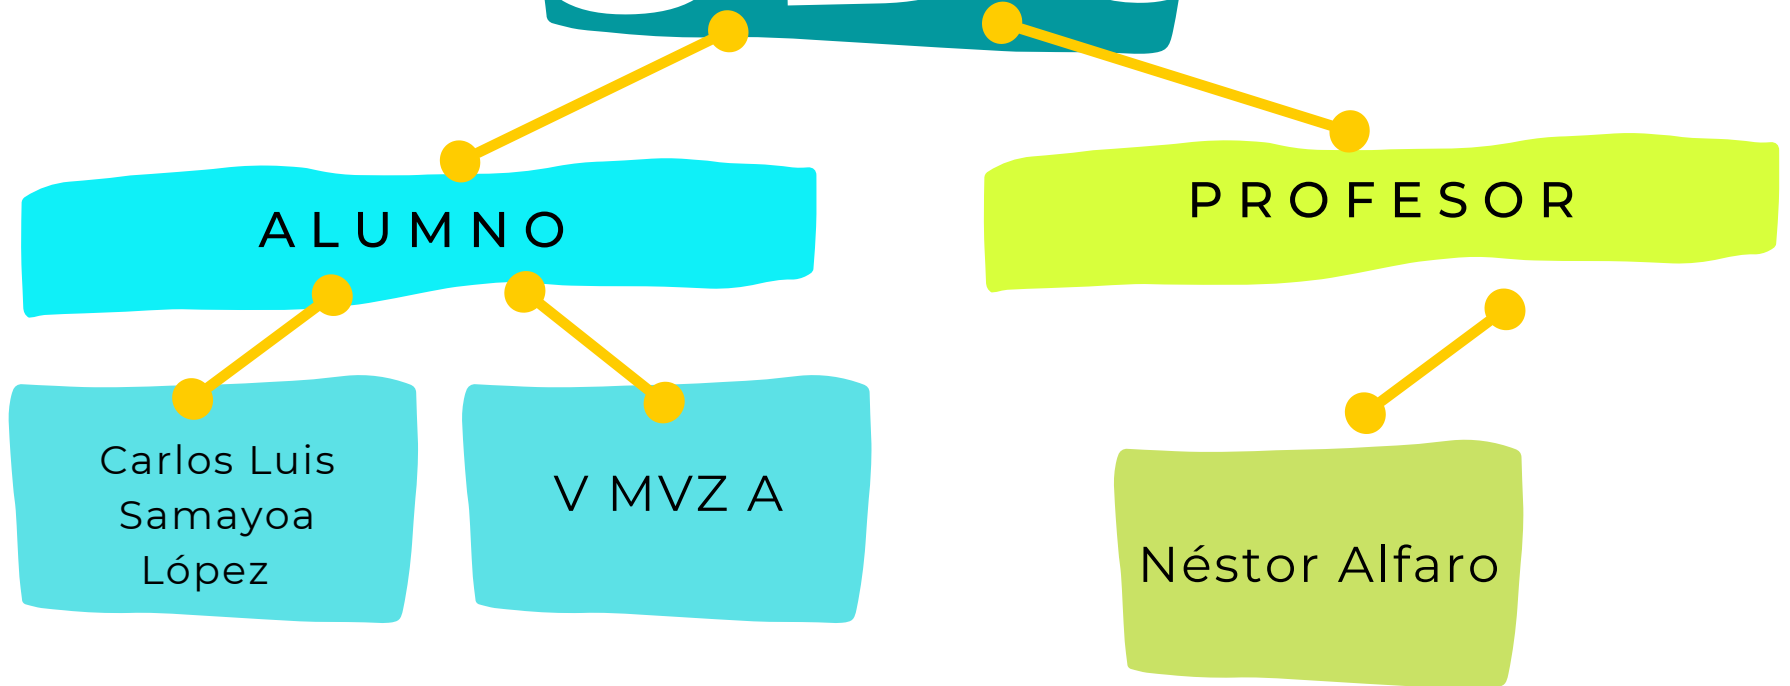 ALUMNO
PROFESOR
Carlos Luis
Samayoa
López
V MVZ A
Néstor Alfaro